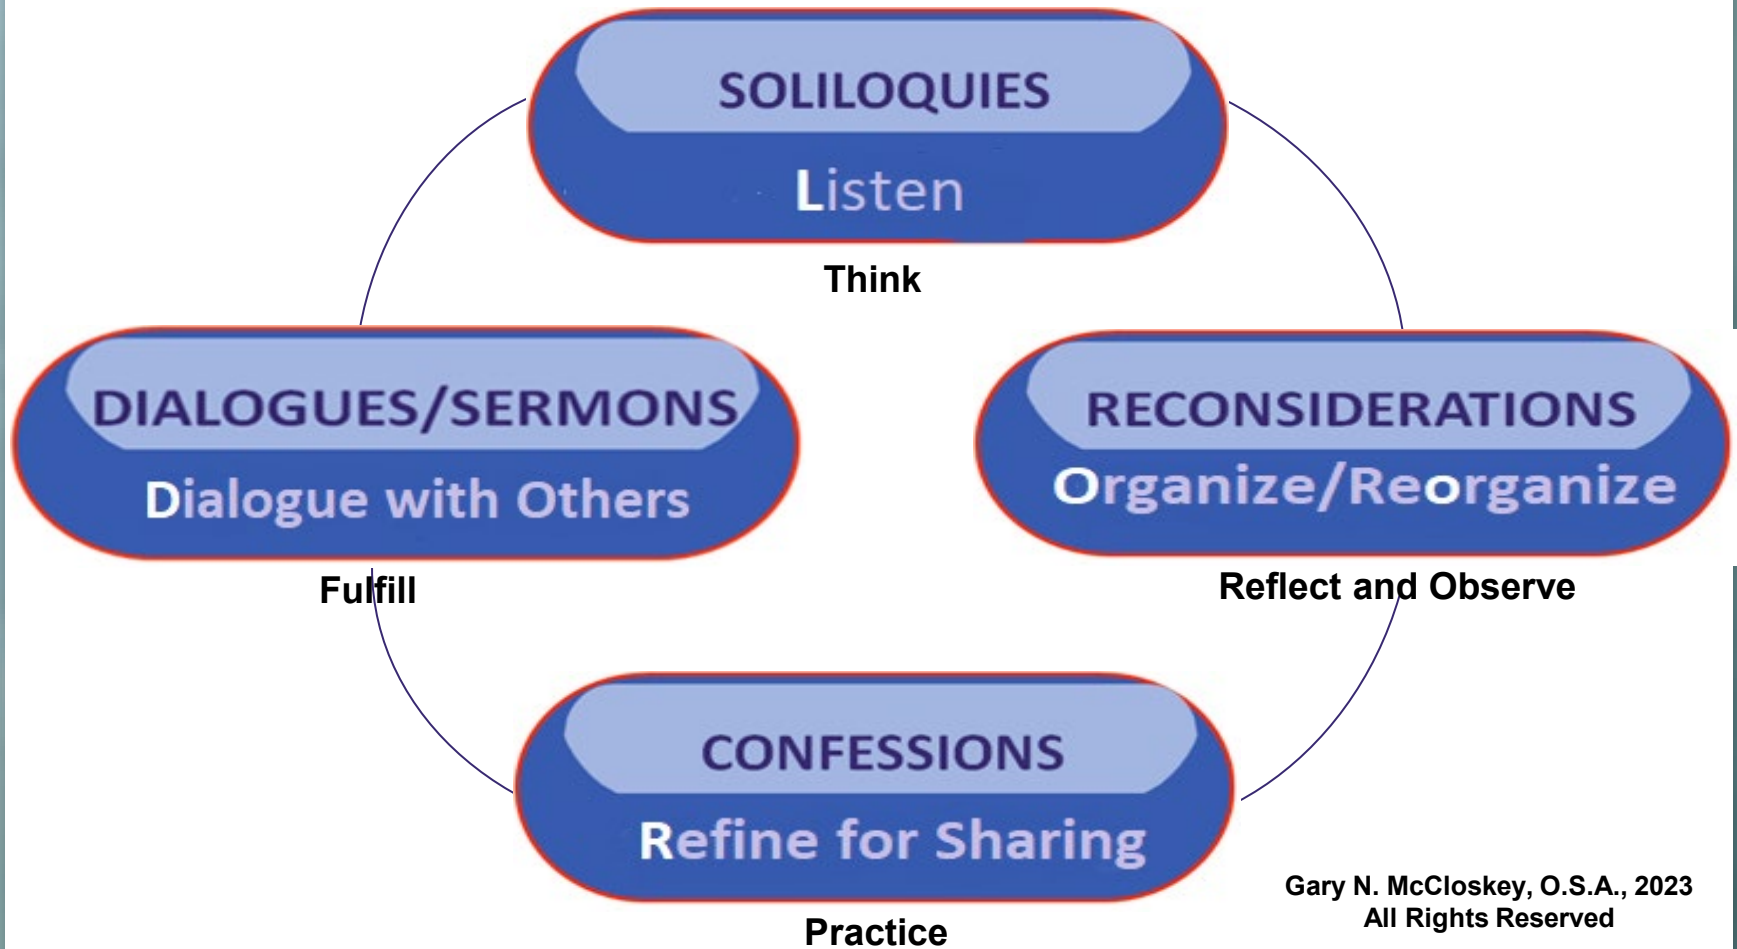 SOLILOQUIES
Listen
Think
DIALOGUES/SERMONS
Dialogue with Others
Fulfill
RECONSIDERATIONS
Organize/Reorganize
Reflect and Observe
CONFESSIONS
Refine for Sharing
Practice
Gary N. McCloskey, O.S.A., 2023
All Rights Reserved